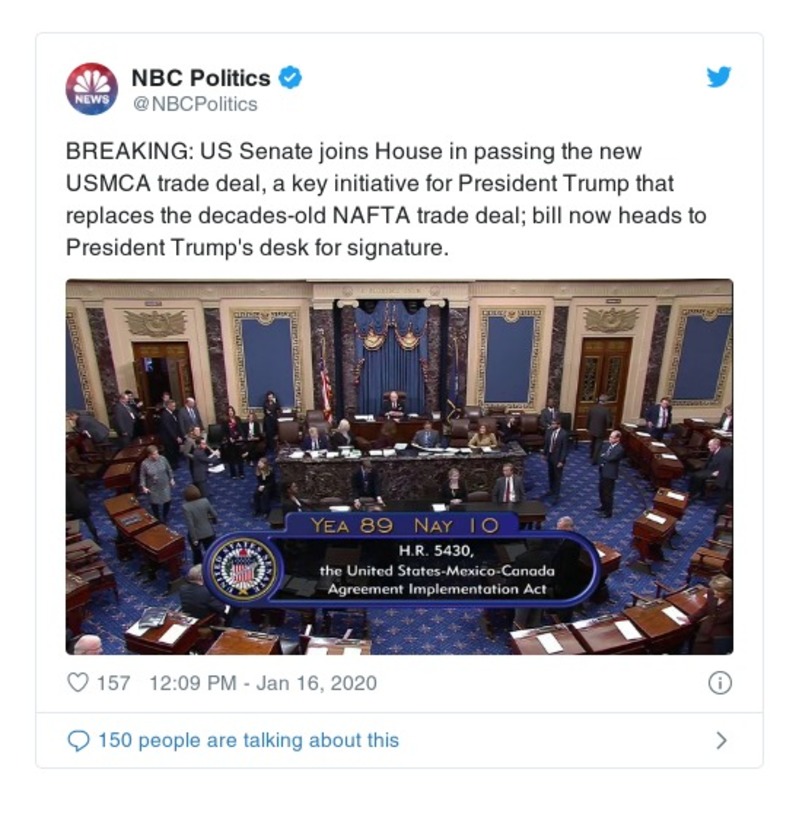 NBC Politics
NEWS
@NBCPolitics
BREAKING: US Senate joins House in passing the new
USMCA trade deal, a key initiative for President Trump that
replaces the decades-old NAFTA trade deal; bill now heads to
President Trump's desk for signature.
YEA 89 NAY 10
H.R. 5430,
the United States-Mexico-Canada
Agreement Implementation Act
UNITED STATES SENATE
157 12:09 PM - Jan 16, 2020
150 people are talking about this